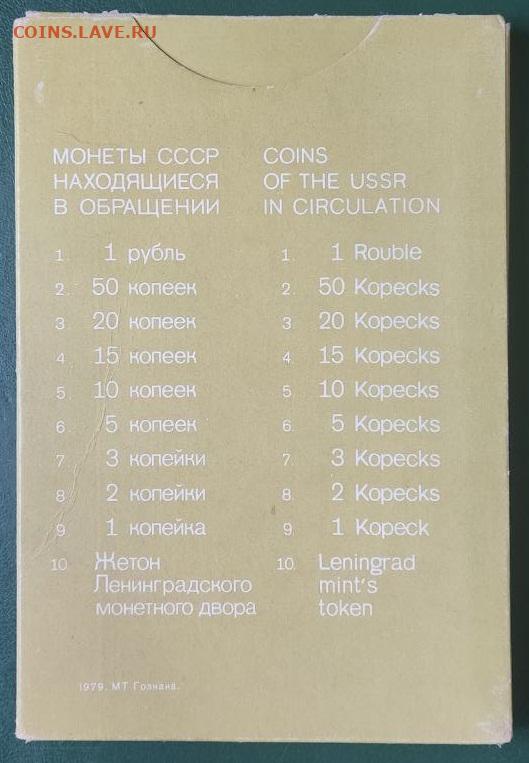 COINS.LAVE.RU
МОНЕТЫ СССР
НАХОДЯЩИЕСЯ
В ОБРАЩЕНИИ
1. 1 рубль
2. 50 копеек
3. 20 копеек
4. 15 копеек
5. 10 копеек
6. 5 копеек
7. 3 копейки
8. 2 копейки
9. 1 копейка
10. Жетон
Ленинградского
монетного двора
COINS
OF THE USSR
IN CIRCULATION
1. 1 Rouble
2. 50 Kopecks
3. 20 Kopecks
4. 15 Kopecks
5. 10 Kopecks
6. 5 Kopecks
7. 3 Kopecks
8. 2 Kopecks
9. 1 Kopeck
10. Leningrad
mint's
token
1979. МТ Гознака.